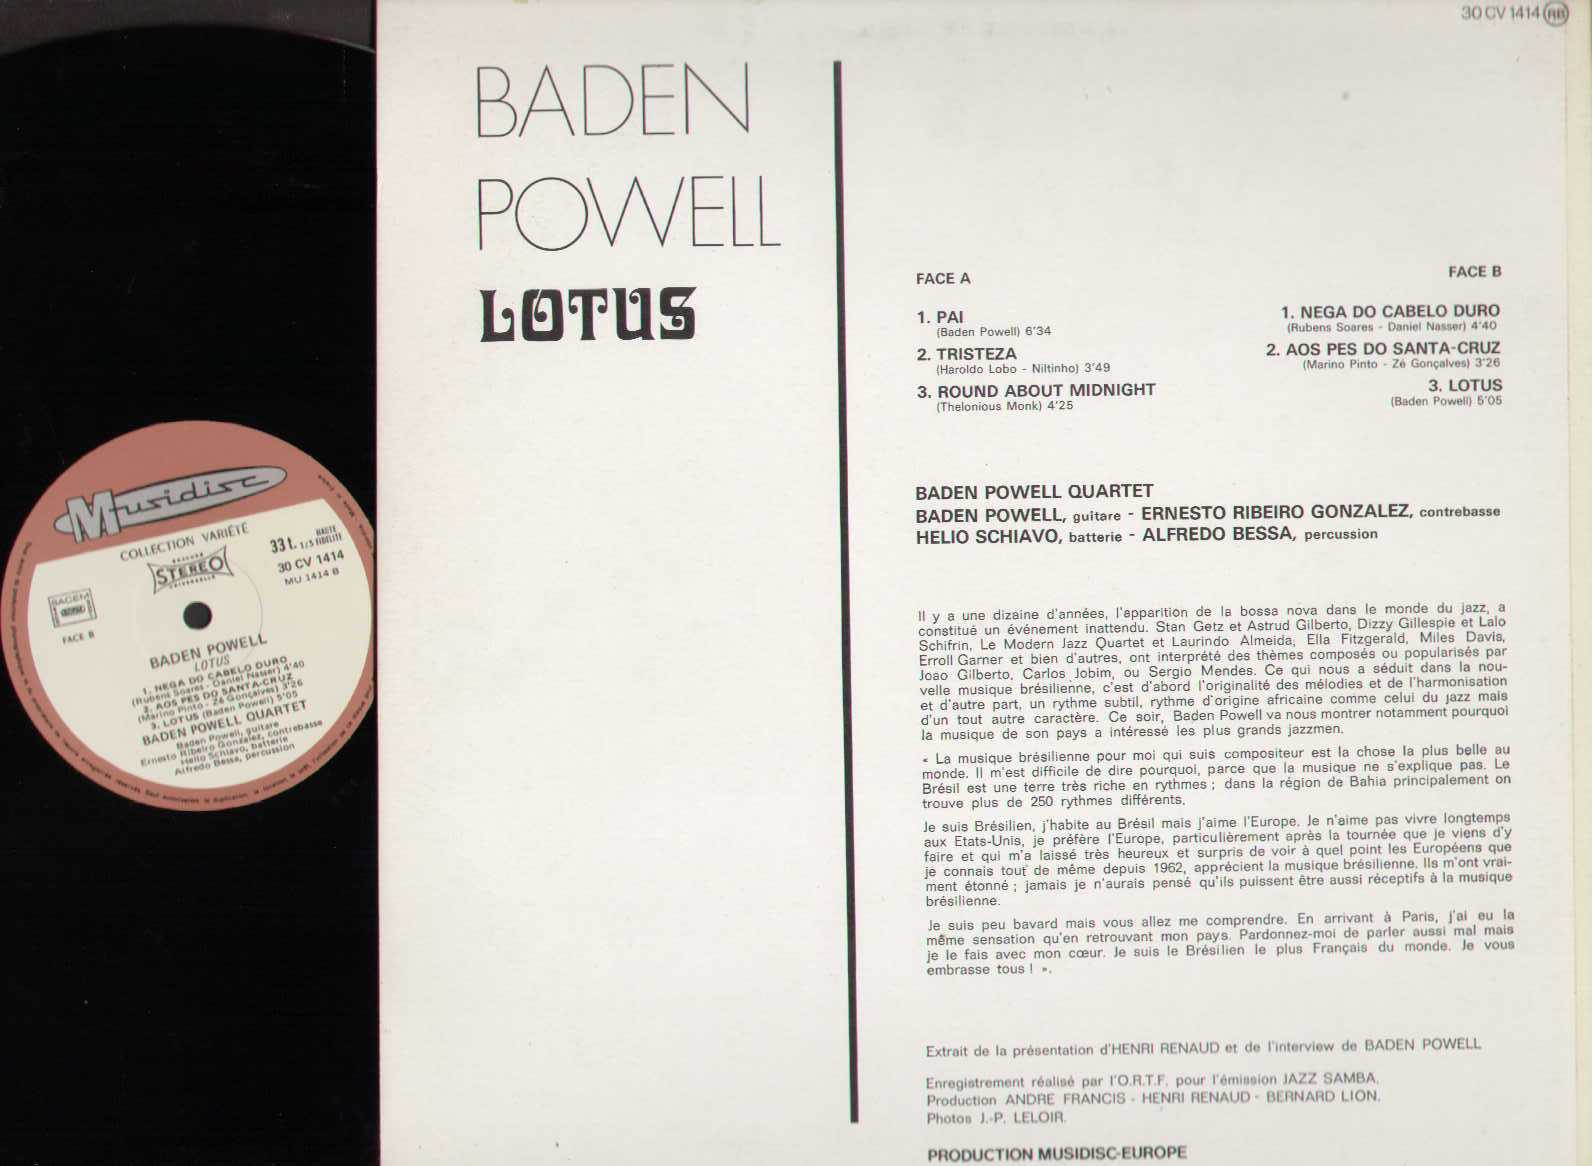 30 CV 1414 RB
BADEN
POWELL
LOTUS
FACE A
1. PAI
(Baden Powell) 6'34
2. TRISTEZA
(Haroldo Lobo - Niltinho) 3'49
3. ROUND ABOUT MIDNIGHT
(Thelonious Monk) 4'25
FACE B
1. NEGA DO CABELO DURO
(Rubens Soares - Daniel Nasser) 4'40
2. AOS PES DO SANTA-CRUZ
(Marino Pinto - Zé Gonçalves) 3'26
3. LOTUS
(Baden Powell) 5'05
BADEN POWELL QUARTET
BADEN POWELL, guitare - ERNESTO RIBEIRO GONZALEZ, contrebasse
HELIO SCHIAVO, batterie - ALFREDO BESSA, percussion
Il y a une dizaine d'années, l'apparition de la bossa nova dans le monde du jazz, a
constitué un événement inattendu. Stan Getz et Astrud Gilberto, Dizzy Gillespie et Lalo
Schifrin, Le Modern Jazz Quartet et Laurindo Almeida, Ella Fitzgerald, Miles Davis,
Erroll Garner et bien d'autres, ont interprété des thèmes composés ou popularisés par
Joao Gilberto, Carlos Jobim, ou Sergio Mendes. Ce qui nous a séduit dans la nou-
velle musique brésilienne, c'est d'abord l'originalité des mélodies et de l'harmonisation
et d'autre part, un rythme subtil, rythme d'origine africaine comme celui du jazz mais
d'un tout autre caractère. Ce soir, Baden Powell va nous montrer notamment pourquoi
la musique de son pays a intéressé les plus grands jazzmen.
« La musique brésilienne pour moi qui suis compositeur est la chose la plus belle au
monde. Il m'est difficile de dire pourquoi, parce que la musique ne s'explique pas. Le
Brésil est une terre très riche en rythmes ; dans la région de Bahia principalement on
trouve plus de 250 rythmes différents.
Je suis Brésilien, j'habite au Brésil mais j'aime l'Europe. Je n'aime pas vivre longtemps
aux Etats-Unis, je préfère l'Europe, particulièrement après la tournée que je viens d'y
faire et qui m'a laissé très heureux et surpris de voir à quel point les Européens que
je connais tout de même depuis 1962, apprécient la musique brésilienne. Ils m'ont vrai-
ment étonné ; jamais je n'aurais pensé qu'ils puissent être aussi réceptifs à la musique
brésilienne.
Je suis peu bavard mais vous allez me comprendre. En arrivant à Paris, j'ai eu la
même sensation qu'en retrouvant mon pays. Pardonnez-moi de parler aussi mal mais
je le fais avec mon cœur. Je suis le Brésilien le plus Français du monde. Je vous
embrasse tous ! ».
Extrait de la présentation d'HENRI RENAUD et de l'interview de BADEN POWELL
Enregistrement réalisé par l'O.R.T.F. pour l'émission JAZZ SAMBA.
Production ANDRE FRANCIS - HENRI RENAUD - BERNARD LION.
Photos J.-P. LELOIR.
PRODUCTION MUSIDISC-EUROPE
Musidisc
COLLECTION VARIÉTÉ
GRAVURE
STEREO
UNIVERSELLE
33 t. 1/3 HAUTE FIDELITE
30 CV 1414
MU 1414 B
SACEM
FACE B
BADEN POWELL
LOTUS
1. NEGA DO CABELO DURO
(Rubens Soares - Daniel Nasser) 4'40
2. AOS PES DO SANTA-CRUZ
(Marino Pinto - Zé Gonçalves) 3'26
3. LOTUS (Baden Powell) 5'05
BADEN POWELL QUARTET
Baden Powell, guitare
Ernesto Ribeiro Gonzalez, contrebasse
Helio Schiavo, batterie
Alfredo Bessa, percussion